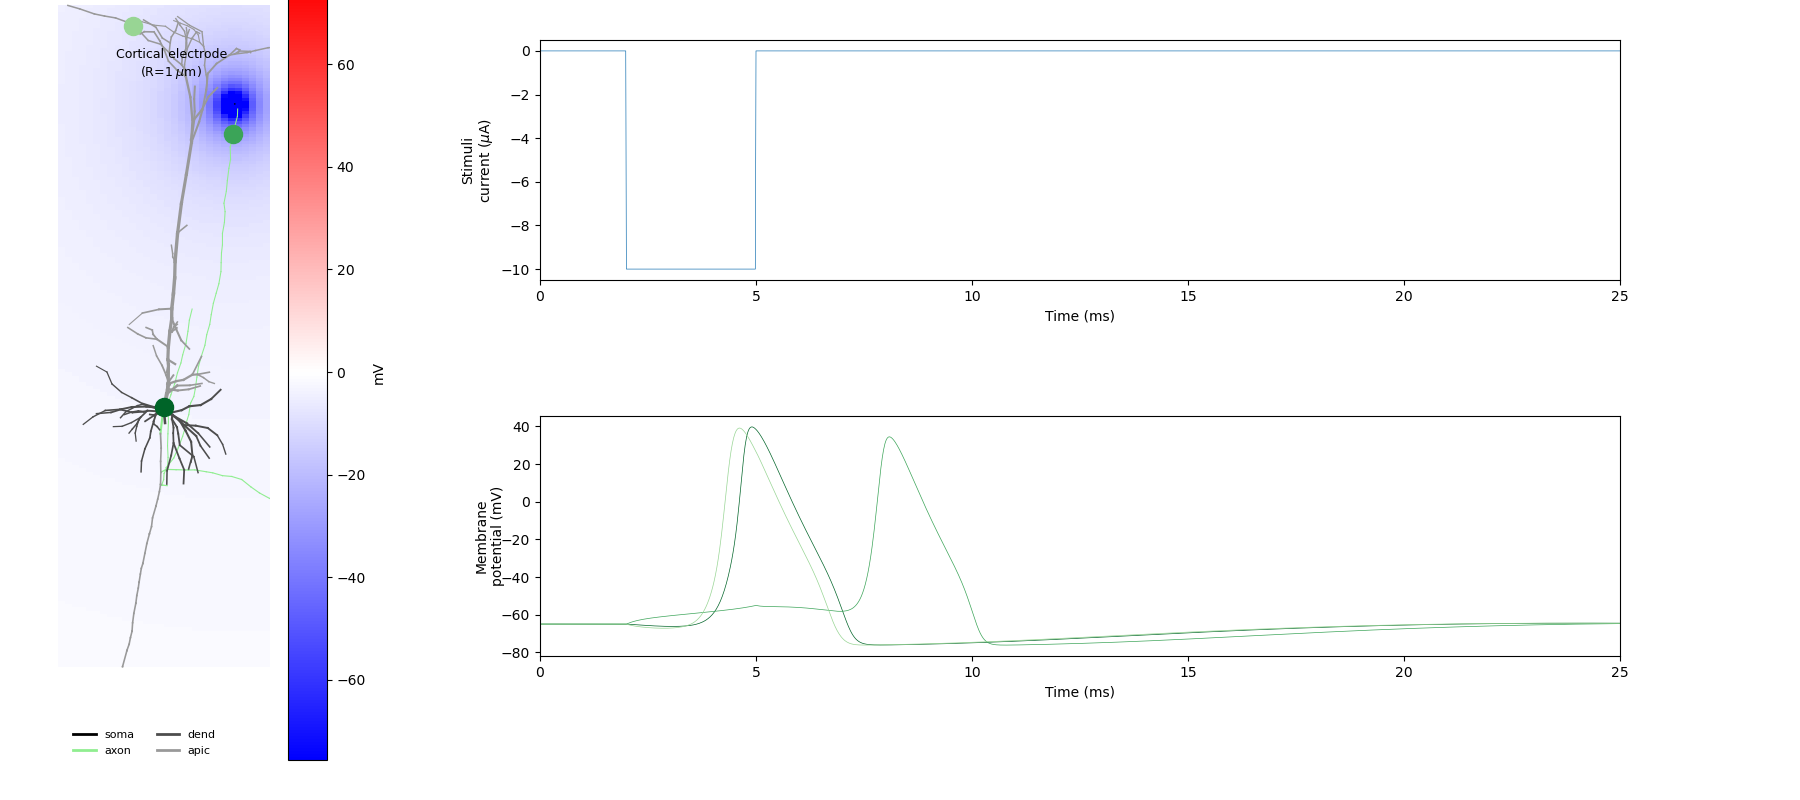 Cortical electrode
(R=1 μm)
60
40
20
0
−20
−40
−60
mV
soma
dend
axon
apic
0
−2
−4
−6
−8
−10
Stimuli
current (μA)
0 5 10 15 20 25
Time (ms)
40
20
0
−20
−40
−60
−80
Membrane
potential (mV)
0 5 10 15 20 25
Time (ms)